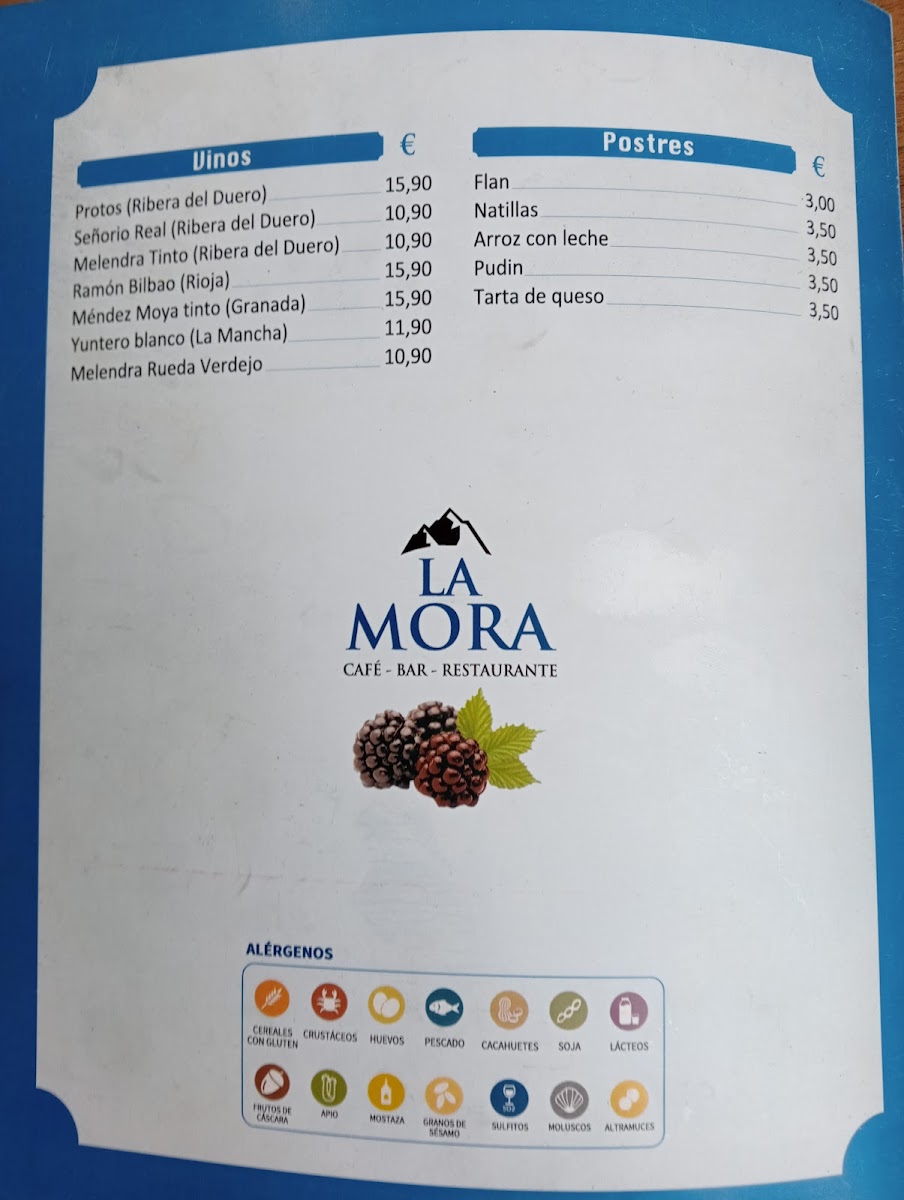 Vinos €
Protos (Ribera del Duero) 15,90
Señorio Real (Ribera del Duero) 10,90
Melendra Tinto (Ribera del Duero) 10,90
Ramón Bilbao (Rioja) 15,90
Méndez Moya tinto (Granada) 15,90
Yuntero blanco (La Mancha) 11,90
Melendra Rueda Verdejo 10,90
Postres €
Flan 3,00
Natillas 3,50
Arroz con leche 3,50
Pudin 3,50
Tarta de queso 3,50
LA
MORA
CAFÉ - BAR - RESTAURANTE
ALÉRGENOS
CEREALES CON GLUTEN
CRUSTÁCEOS
HUEVOS
PESCADO
CACAHUETES
SOJA
LÁCTEOS
FRUTOS DE CÁSCARA
APIO
MOSTAZA
GRANOS DE SÉSAMO
SO2
SULFITOS
MOLUSCOS
ALTRAMUCES